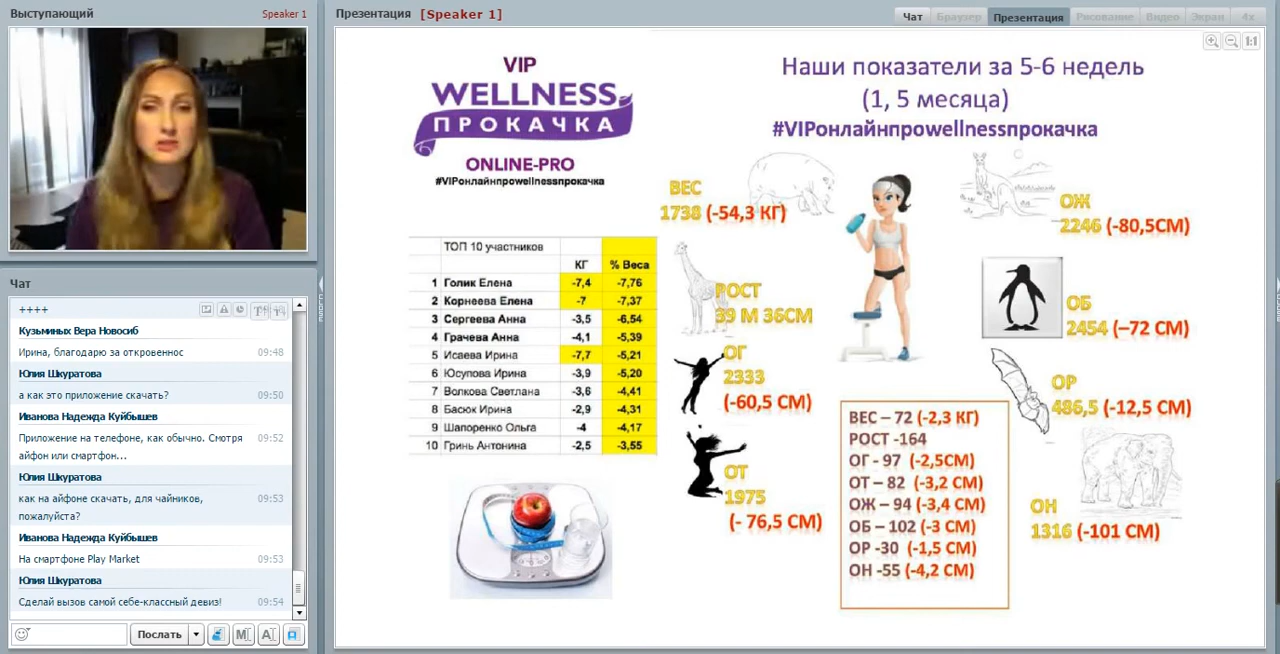 Выступающий
Speaker 1
Чат
++++
Кузьминых Вера Новосиб
Ирина, благодарю за откровеннос
09:48
Юлия Шкуратова
а как это приложение скачать?
09:50
Иванова Надежда Куйбышев
Приложение на телефоне, как обычно. Смотря
айфон или смартфон...
09:52
Юлия Шкуратова
как на айфоне скачать, для чайников,
пожалуйста?
09:53
Иванова Надежда Куйбышев
На смартфоне Play Market
09:53
Юлия Шкуратова
Сделай вызов самой себе-классный девиз!
09:54
Послать
Презентация [Speaker 1]
Чат Браузер Презентация Рисование Видео Экран 4x
1:1
VIP
WELLNESS
ПРОКАЧКА
ONLINE-PRO
#VIPонлайнпроwellnessпрокачка
Наши показатели за 5-6 недель
(1, 5 месяца)
#VIPонлайнпроwellnessпрокачка
ТОП 10 участников
КГ % Веса
1 Голик Елена -7,4 -7,76
2 Корнеева Елена -7 -7,37
3 Сергеева Анна -3,5 -6,54
4 Грачева Анна -4,1 -5,39
5 Исаева Ирина -7,7 -5,21
6 Юсупова Ирина -3,9 -5,20
7 Волкова Светлана -3,6 -4,41
8 Басюк Ирина -2,9 -4,31
9 Шапоренко Ольга -4 -4,17
10 Гринь Антонина -2,5 -3,55
ВЕС
1738 (-54,3 КГ)
РОСТ
39 М 36СМ
ОГ
2333
(-60,5 СМ)
ОТ
1975
(- 76,5 СМ)
ОЖ
2246 (-80,5СМ)
ОБ
2454 (–72 СМ)
ОР
486,5 (-12,5 СМ)
ОН
1316 (-101 СМ)
ВЕС – 72 (-2,3 КГ)
РОСТ -164
ОГ - 97 (-2,5СМ)
ОТ – 82 (-3,2 СМ)
ОЖ – 94 (-3,4 СМ)
ОБ – 102 (-3 СМ)
ОР -30 (-1,5 СМ)
ОН -55 (-4,2 СМ)